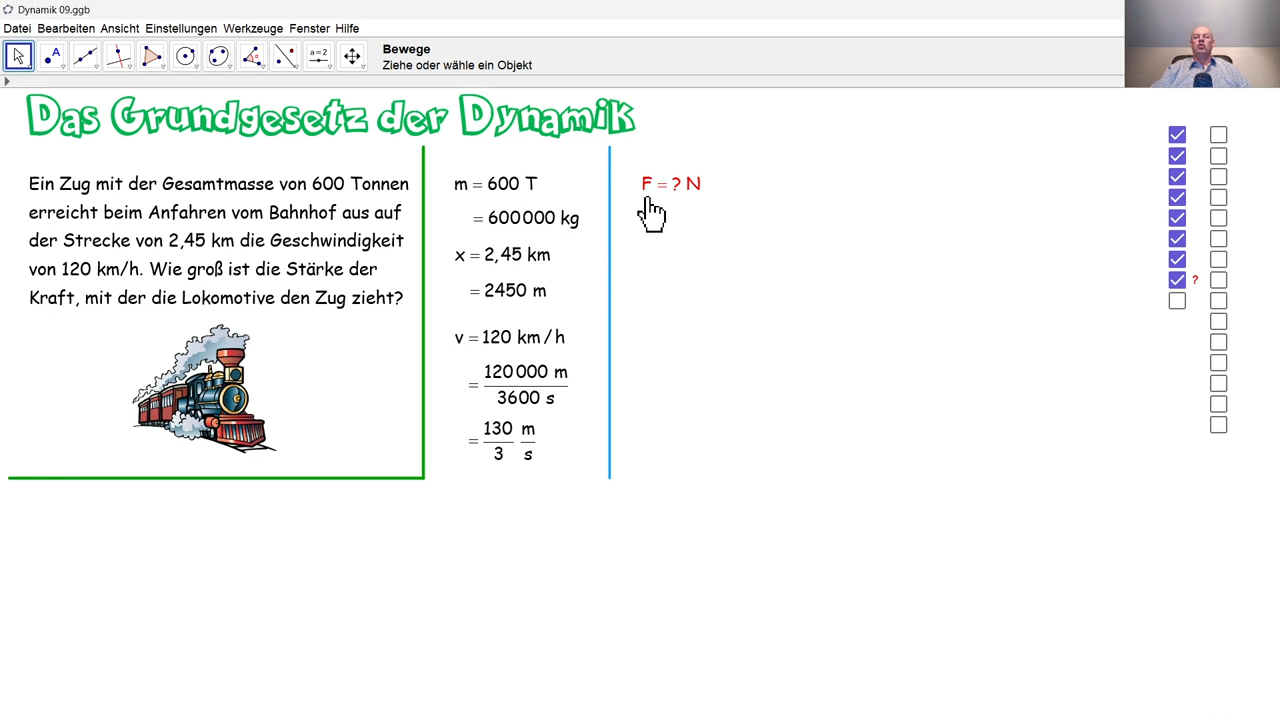 Dynamik 09.ggb
Datei Bearbeiten Ansicht Einstellungen Werkzeuge Fenster Hilfe
A
a=2
Bewege
Ziehe oder wähle ein Objekt
Das Grundgesetz der Dynamik
Ein Zug mit der Gesamtmasse von 600 Tonnen
erreicht beim Anfahren vom Bahnhof aus auf
der Strecke von 2,45 km die Geschwindigkeit
von 120 km/h. Wie groß ist die Stärke der
Kraft, mit der die Lokomotive den Zug zieht?
m = 600 T
= 600000 kg
x = 2,45 km
= 2450 m
v = 120 km/h
= 120000 m / 3600 s
= 130/3 m/s
F = ? N
?